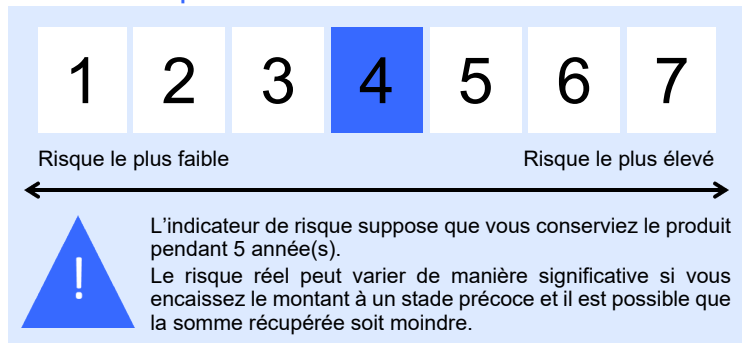 1 2 3 4 5 6 7
Risque le plus faible Risque le plus élevé
!
L'indicateur de risque suppose que vous conserviez le produit
pendant 5 année(s).
Le risque réel peut varier de manière significative si vous
encaissez le montant à un stade précoce et il est possible que
la somme récupérée soit moindre.